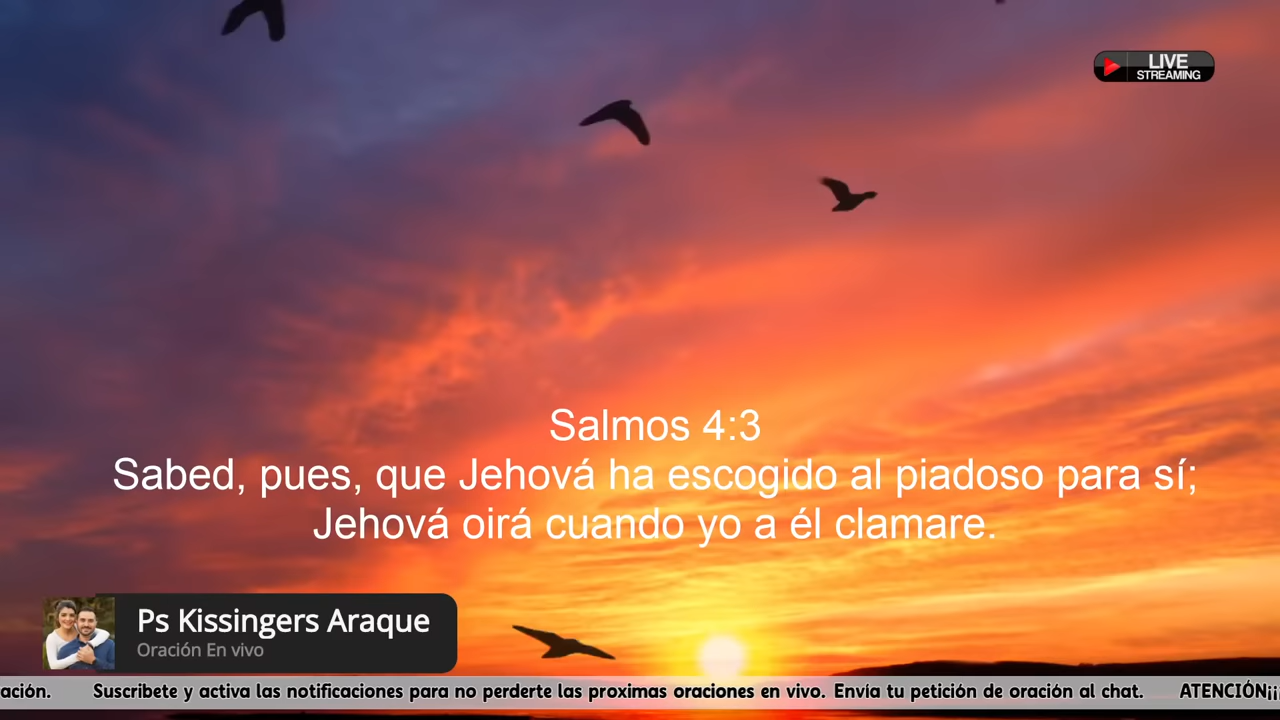 LIVE
STREAMING
Salmos 4:3
Sabed, pues, que Jehová ha escogido al piadoso para sí;
Jehová oirá cuando yo a él clamare.
Ps Kissingers Araque
Oración En vivo
ación. Suscribete y activa las notificaciones para no perderte las proximas oraciones en vivo. Envía tu petición de oración al chat. ATENCIÓN¡¡